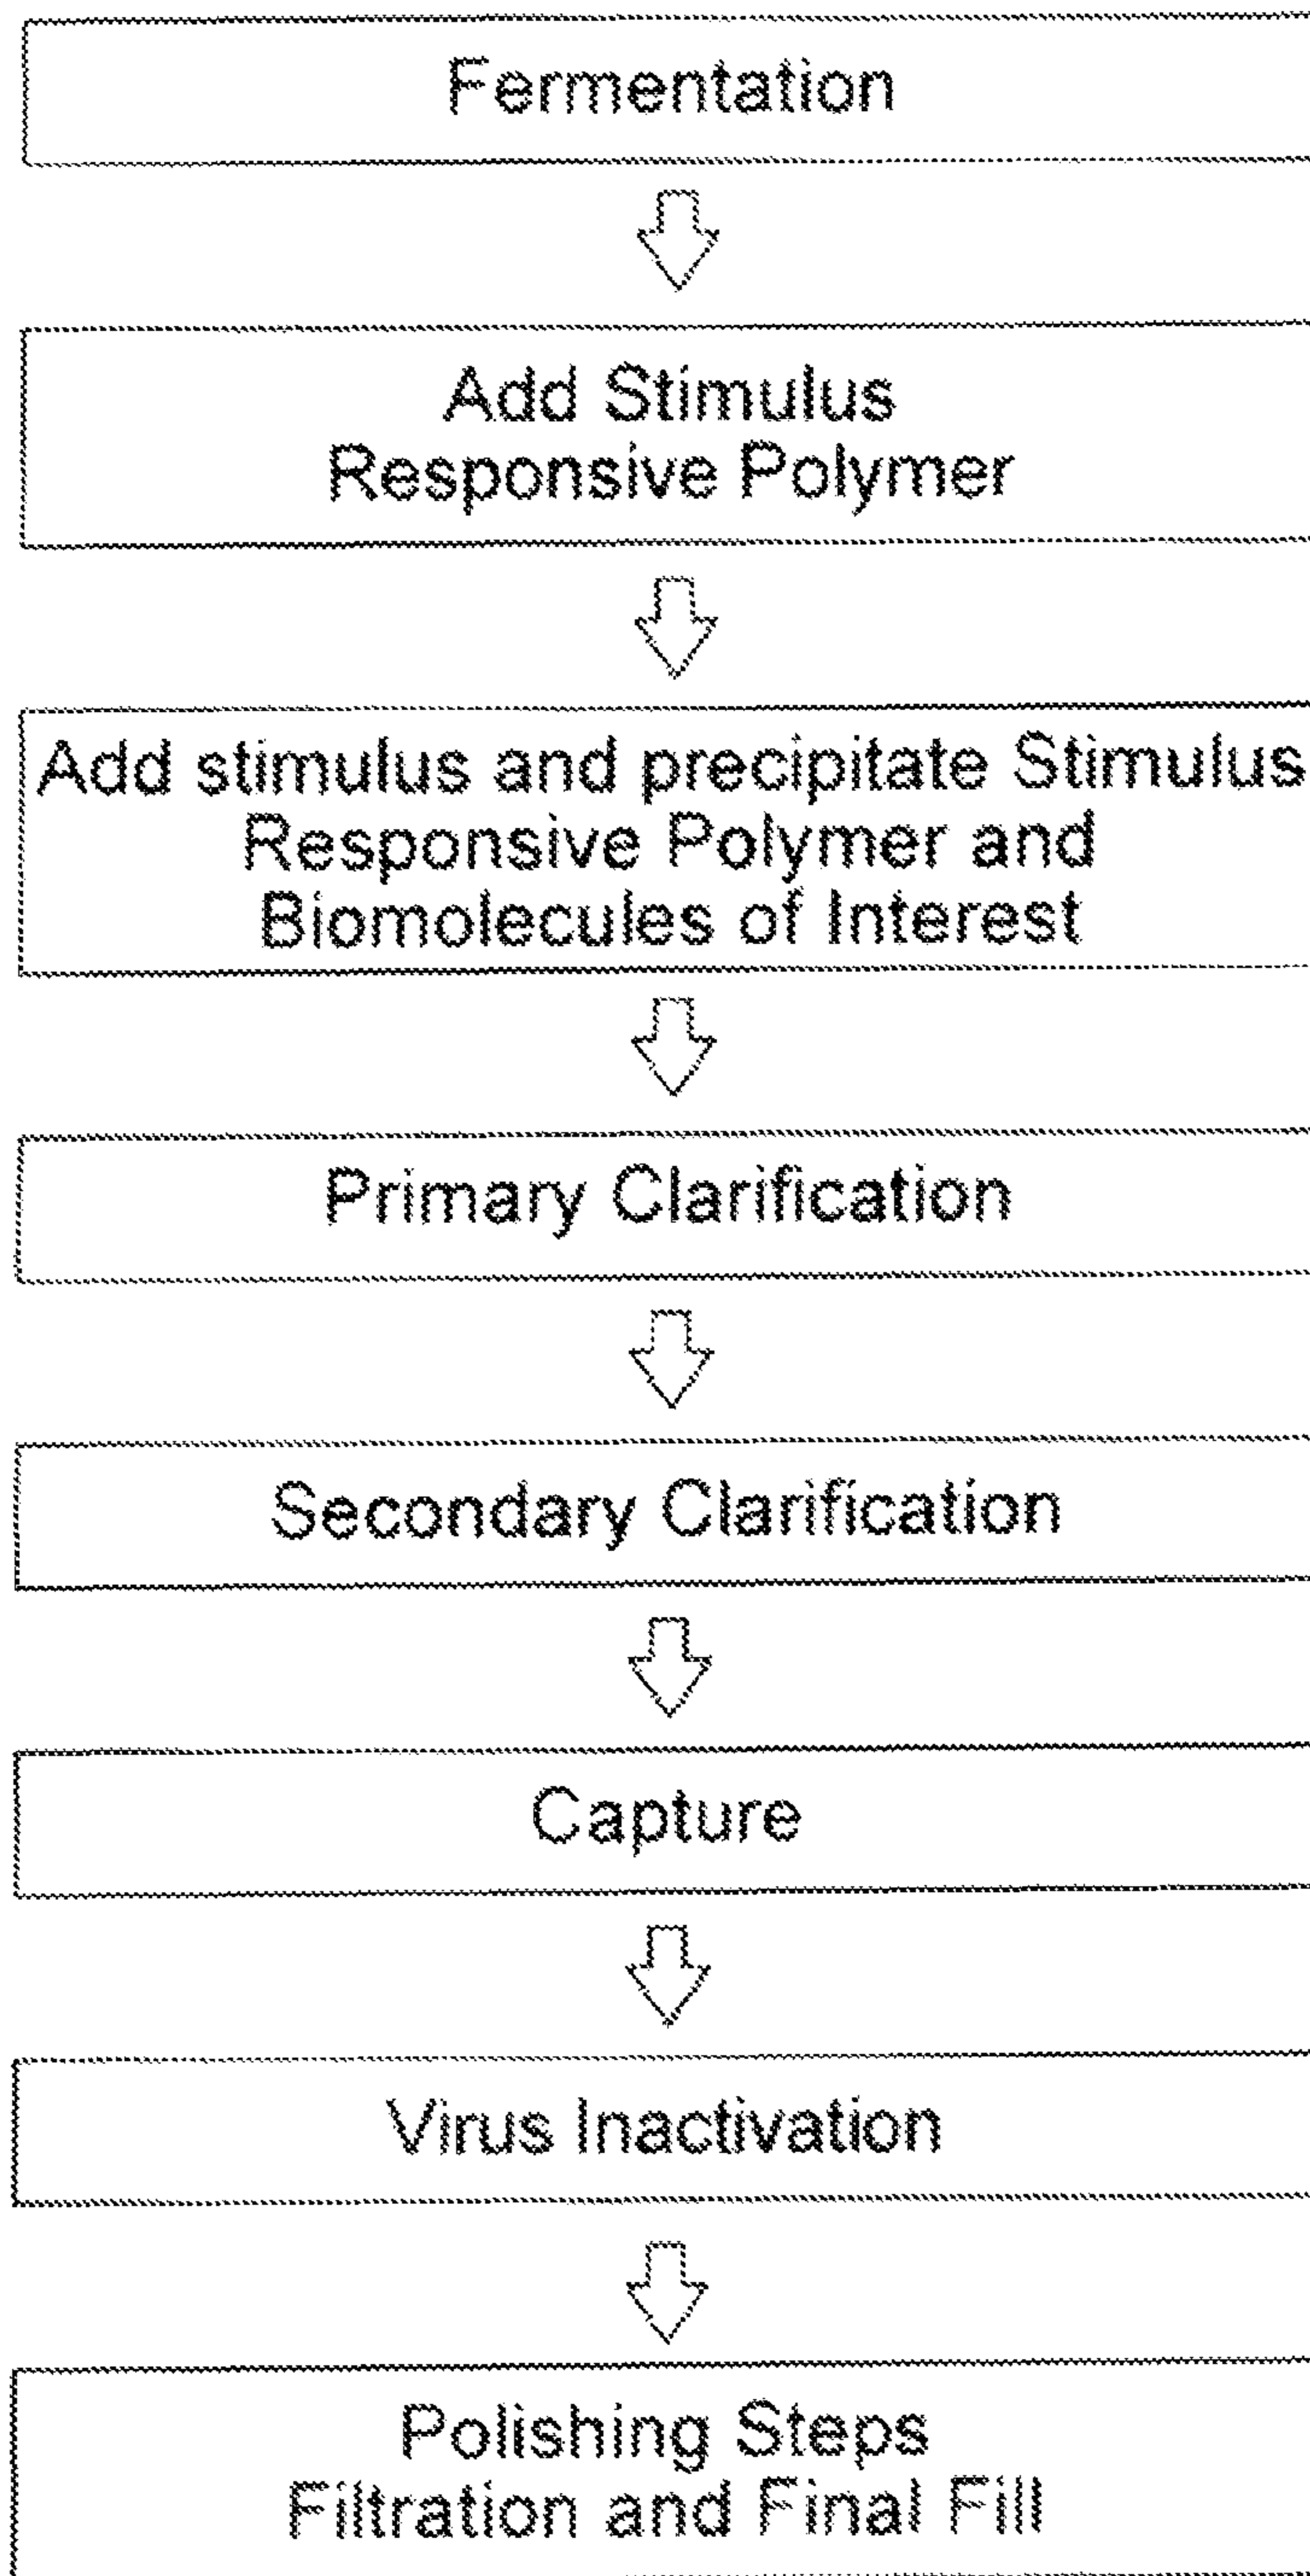 Fermentation
Add Stimulus
Responsive Polymer
Add stimulus and precipitate Stimulus
Responsive Polymer and
Biomolecules of Interest
Primary Clarification
Secondary Clarification
Capture
Virus Inactivation
Polishing Steps
Filtration and Final Fill